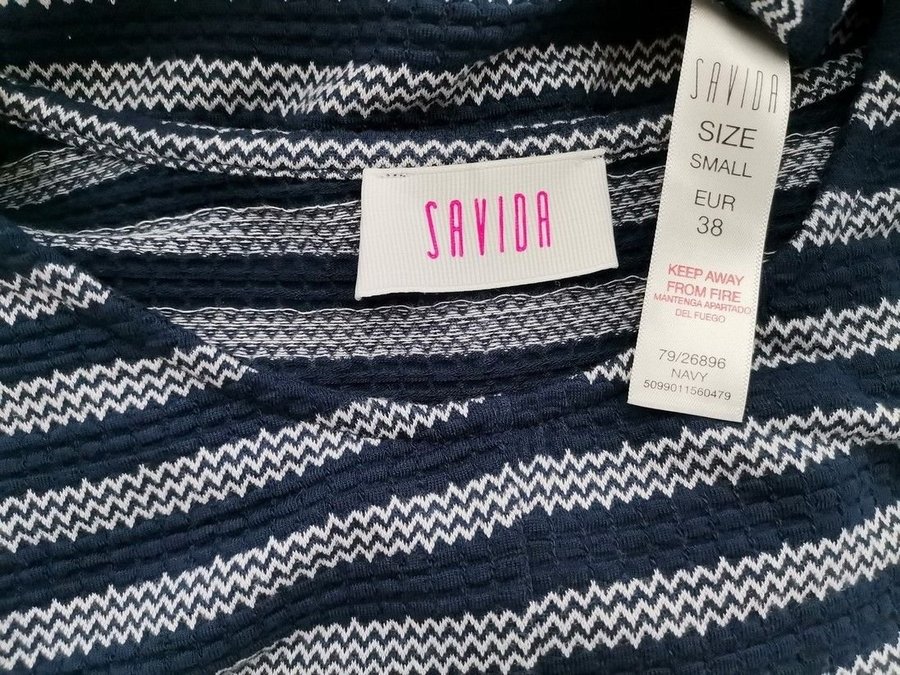 SAVIDA
SAVIDA
SIZE
SMALL
EUR
38
KEEP AWAY
FROM FIRE
MANTENGA APARTADO
DEL FUEGO
79/26896
NAVY
5099011560479